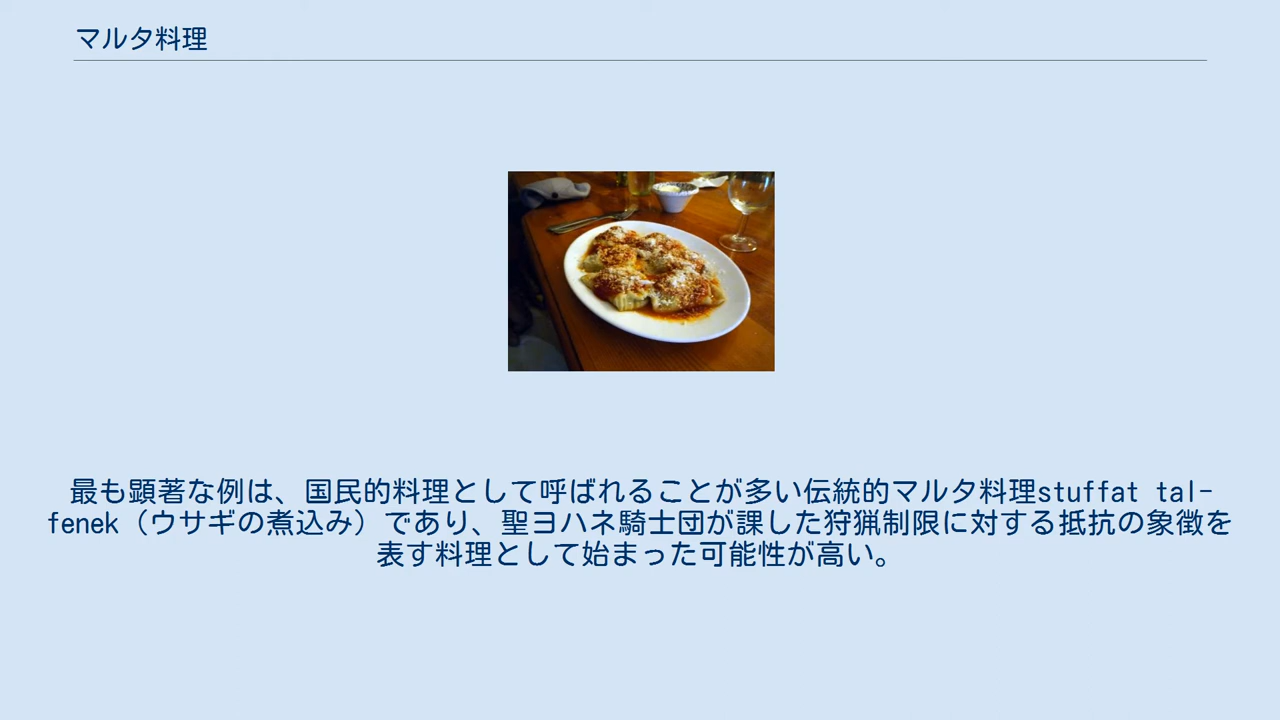 マルタ料理
最も顕著な例は、国民的料理として呼ばれることが多い伝統的マルタ料理stuffat tal-
fenek（ウサギの煮込み）であり、聖ヨハネ騎士団が課した狩猟制限に対する抵抗の象徴を
表す料理として始まった可能性が高い。